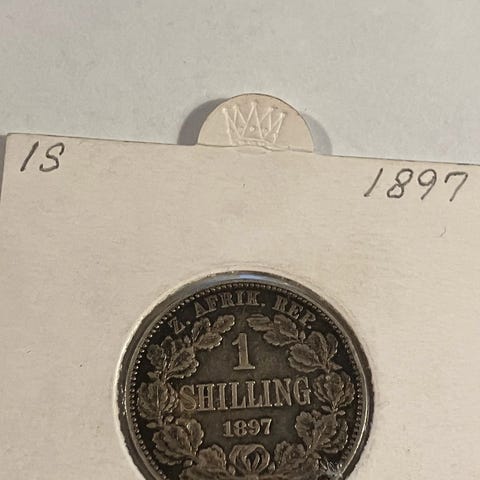 1S 1897
Z. AFRIK. REP.
1
SHILLING
1897